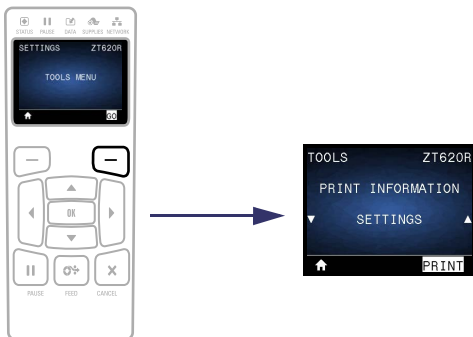 STATUS PAUSE DATA SUPPLIES NETWORK
SETTINGS ZT620R
TOOLS MENU
GO
OK
PAUSE FEED CANCEL
TOOLS ZT620R
PRINT INFORMATION
SETTINGS
PRINT